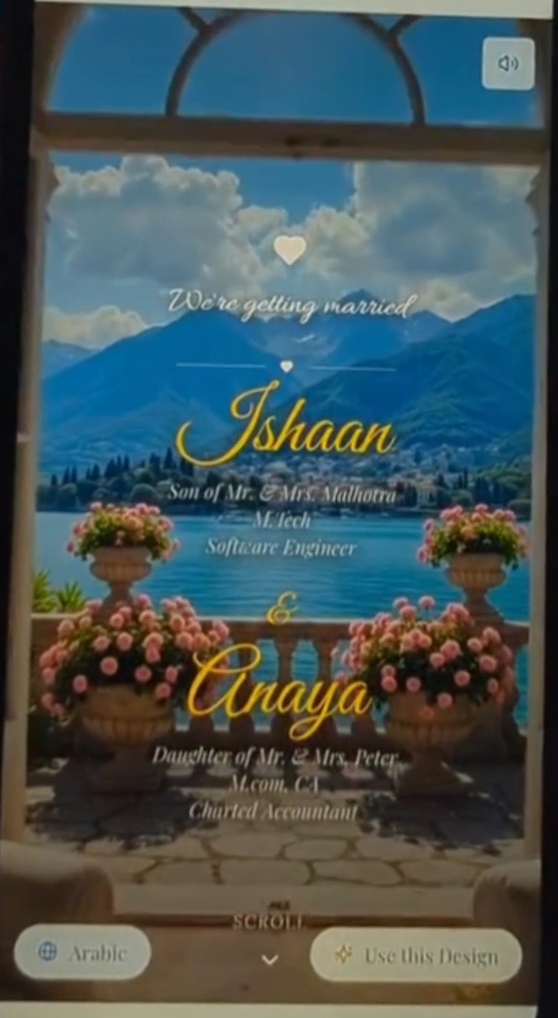 We're getting married
Ishaan
Son of Mr. & Mrs. Malhotra
M.Tech
Software Engineer
&
Anaya
Daughter of Mr. & Mrs. Peter
M.com, CA
Charted Accountant
SCROLL
Arabic
Use this Design